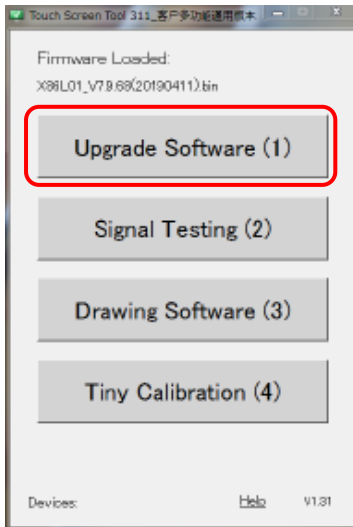 Touch Screen Tool 311_客戶多功能通用版本
Firmware Loaded:
X86L01_V7.9.68(20190411).bin
Upgrade Software (1)
Signal Testing (2)
Drawing Software (3)
Tiny Calibration (4)
Devices: Help V1.31